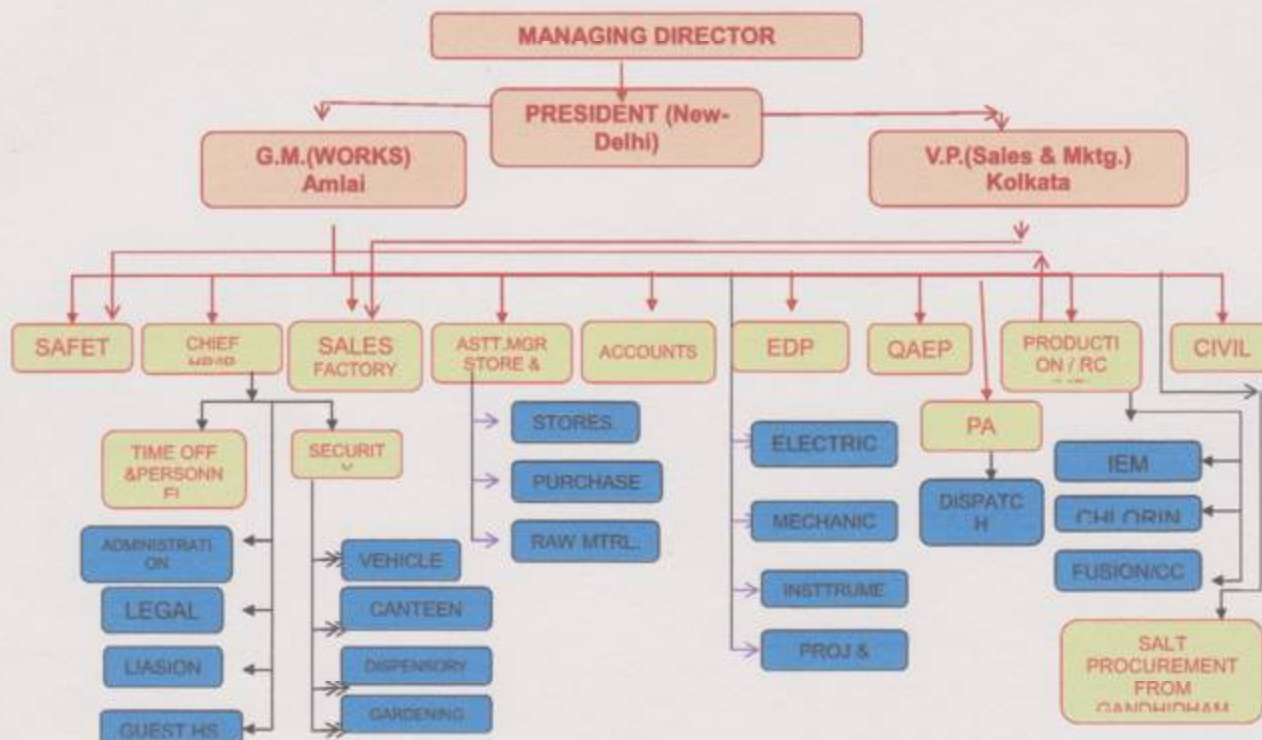 MANAGING DIRECTOR
PRESIDENT (New-
Delhi)
G.M.(WORKS)
Amlai
V.P.(Sales & Mktg.)
Kolkata
SAFET
CHIEF
SALES
FACTORY
ASTT.MGR
STORE &
ACCOUNTS
EDP
QAEP
PRODUCTI
ON / RC
CIVIL
TIME OFF
&PERSONN
SECURIT
STORES
PURCHASE
RAW MTRL.
ELECTRIC
MECHANIC
INSTTRUME
PROJ &
PA
DISPATC
H
IEM
CHLORIN
FUSION/CC
ADMINISTRATI
ON
LEGAL
LIASION
GUEST HS
VEHICLE
CANTEEN
DISPENSORY
GARDENING
SALT
PROCUREMENT
FROM
GANDHIDHAM